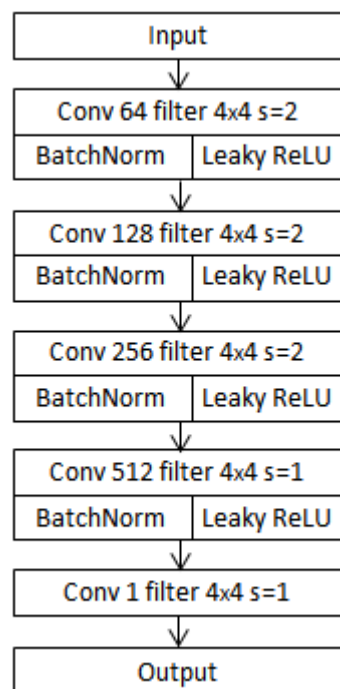 Input
Conv 64 filter 4x4 s=2
BatchNorm Leaky ReLU
Conv 128 filter 4x4 s=2
BatchNorm Leaky ReLU
Conv 256 filter 4x4 s=2
BatchNorm Leaky ReLU
Conv 512 filter 4x4 s=1
BatchNorm Leaky ReLU
Conv 1 filter 4x4 s=1
Output